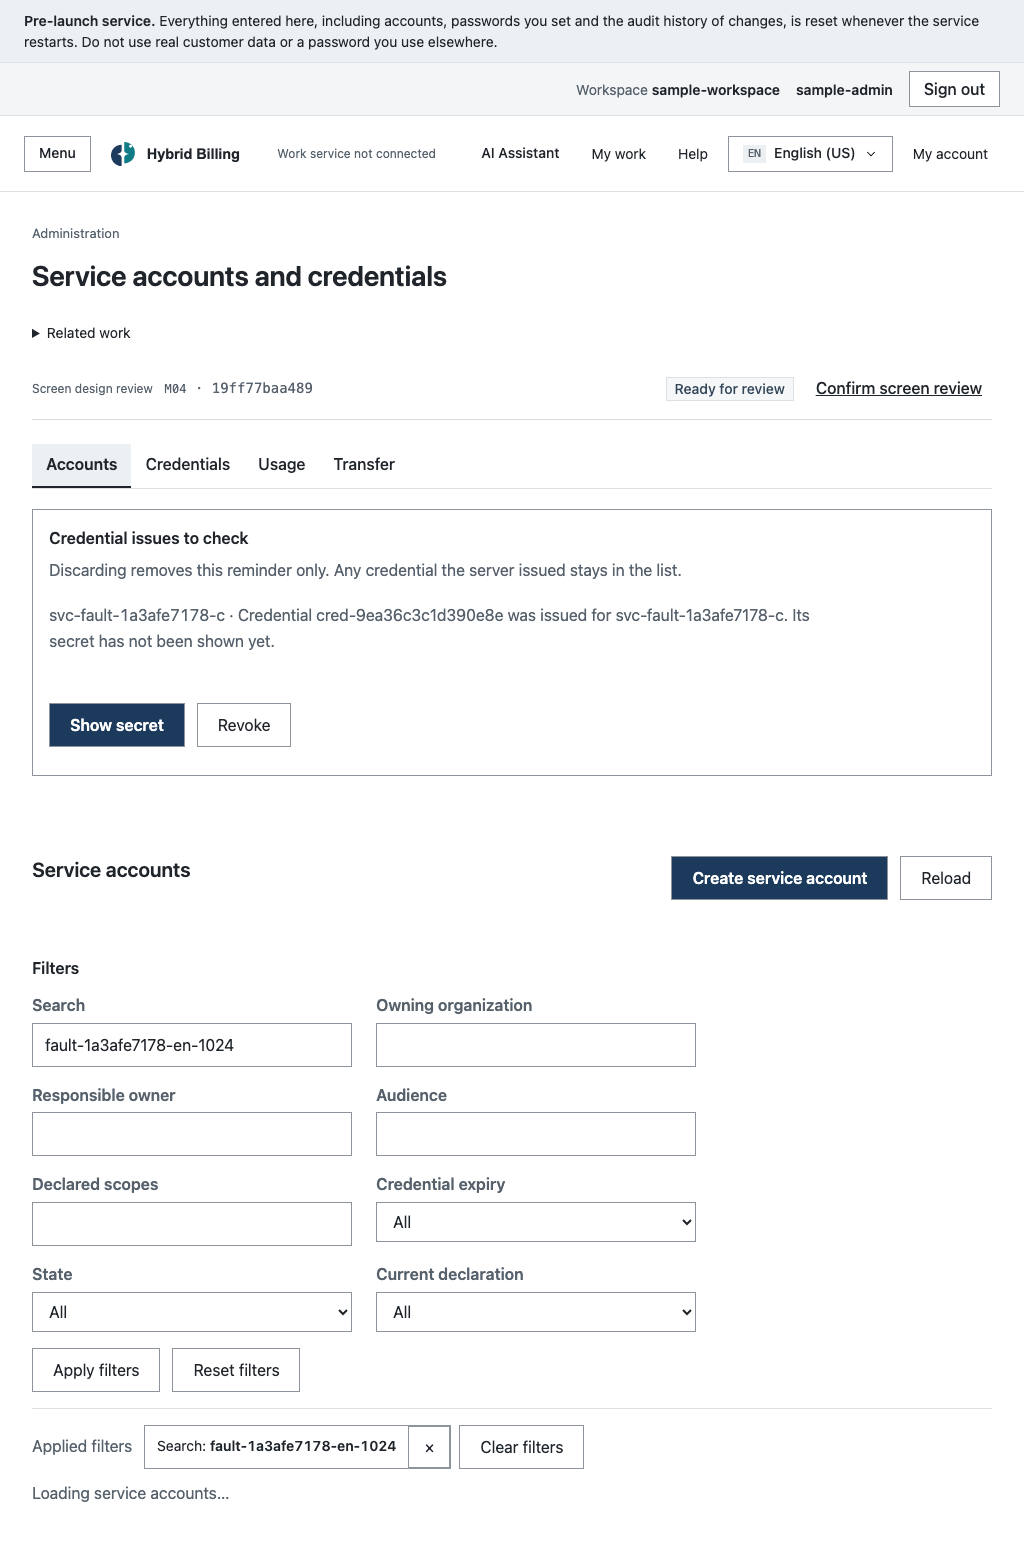 Pre-launch service. Everything entered here, including accounts, passwords you set and the audit history of changes, is reset whenever the service
restarts. Do not use real customer data or a password you use elsewhere.
Workspace sample-workspace sample-admin Sign out
Menu Hybrid Billing Work service not connected AI Assistant My work Help EN English (US) My account
Administration
Service accounts and credentials
Related work
Screen design review M04 · 19ff77baa489 Ready for review Confirm screen review
Accounts Credentials Usage Transfer
Credential issues to check
Discarding removes this reminder only. Any credential the server issued stays in the list.
svc-fault-1a3afe7178-c · Credential cred-9ea36c3c1d390e8e was issued for svc-fault-1a3afe7178-c. Its
secret has not been shown yet.
Show secret Revoke
Service accounts Create service account Reload
Filters
Search Owning organization
fault-1a3afe7178-en-1024
Responsible owner Audience
Declared scopes Credential expiry
All
State Current declaration
All All
Apply filters Reset filters
Applied filters Search: fault-1a3afe7178-en-1024 × Clear filters
Loading service accounts...